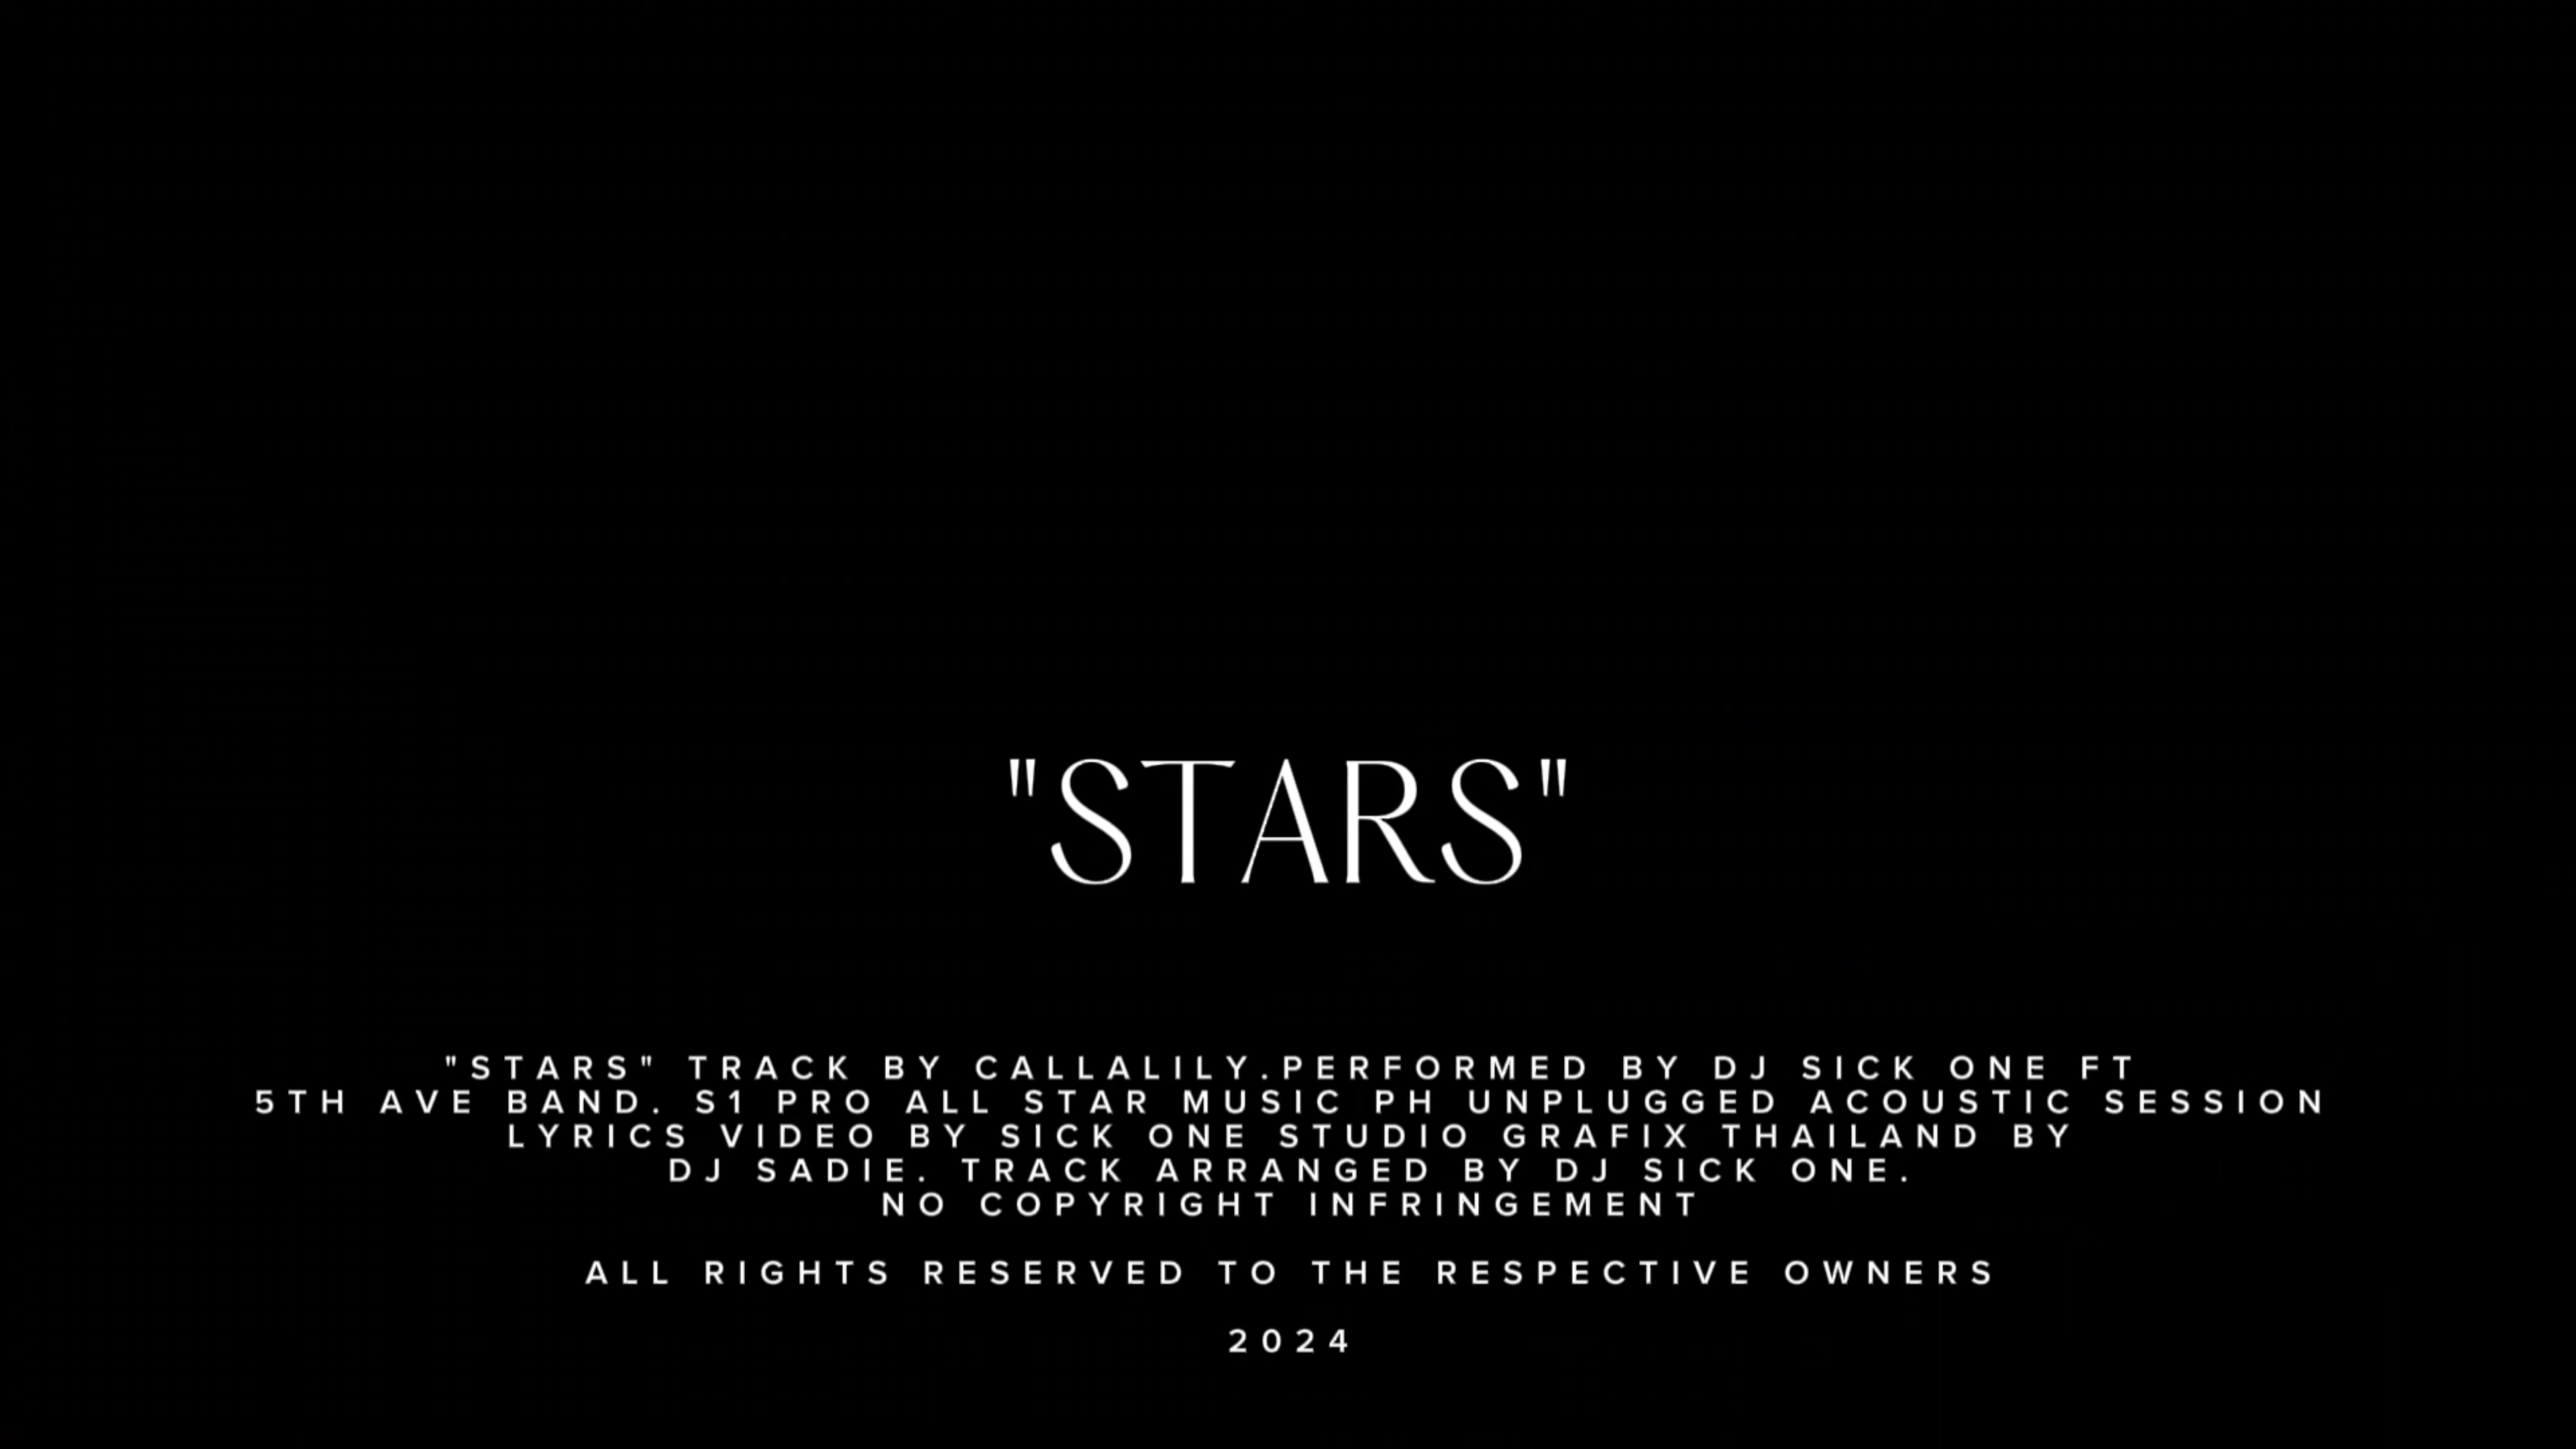 "STARS"
"STARS" TRACK BY CALLALILY.PERFORMED BY DJ SICK ONE FT
5TH AVE BAND. S1 PRO ALL STAR MUSIC PH UNPLUGGED ACOUSTIC SESSION
LYRICS VIDEO BY SICK ONE STUDIO GRAFIX THAILAND BY
DJ SADIE. TRACK ARRANGED BY DJ SICK ONE.
NO COPYRIGHT INFRINGEMENT
ALL RIGHTS RESERVED TO THE RESPECTIVE OWNERS
2024